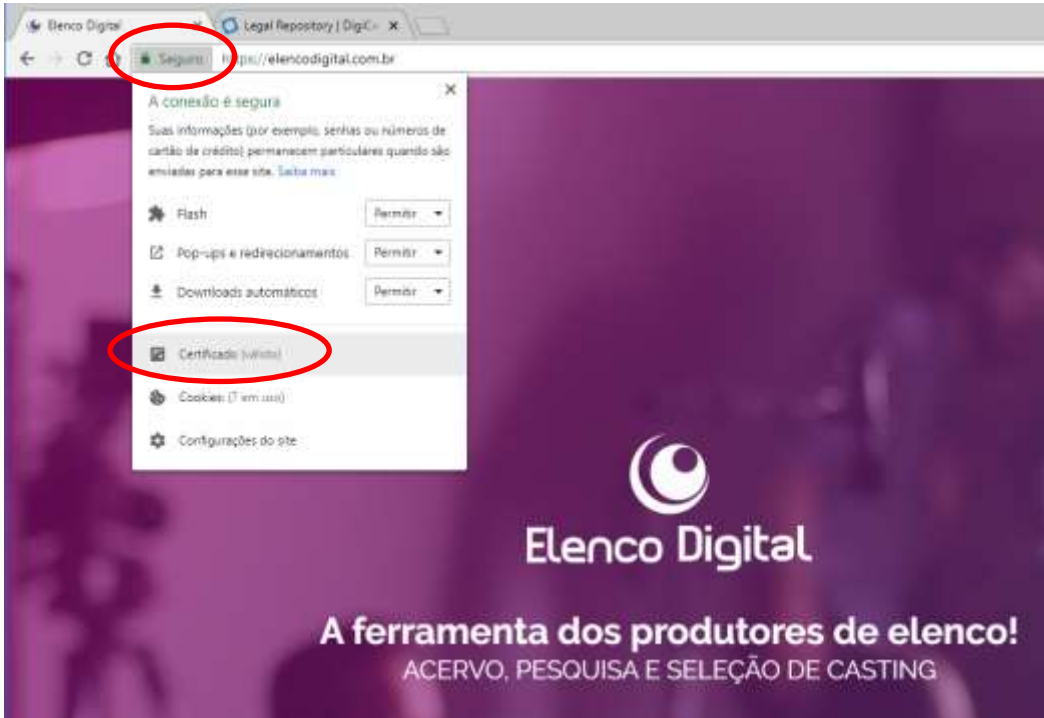 Elenco Digital
Legal Repository | DigiC
Seguro https://elencodigital.com.br
A conexão é segura
Suas informações (por exemplo, senhas ou números de
cartão de crédito) permanecem particulares quando são
enviadas para esse site. Saiba mais
Flash Permitir
Pop-ups e redirecionamentos Permitir
Downloads automáticos Permitir
Certificado (válido)
Cookies (7 em uso)
Configurações do site
Elenco Digital
A ferramenta dos produtores de elenco!
ACERVO, PESQUISA E SELEÇÃO DE CASTING